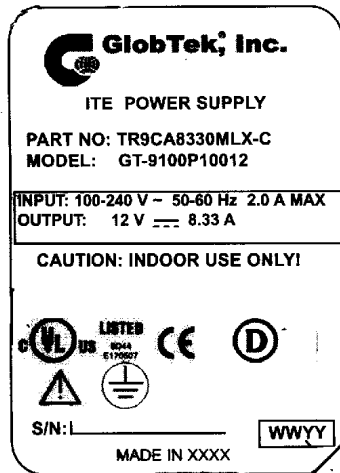 GlobTek, Inc.
ITE POWER SUPPLY
PART NO: TR9CA8330MLX-C
MODEL: GT-9100P10012
INPUT: 100-240 V ~ 50-60 Hz 2.0 A MAX
OUTPUT: 12 V ⎓ 8.33 A
CAUTION: INDOOR USE ONLY!
C UL US LISTED CE D
E170507
S/N:
WWYY
MADE IN XXXX